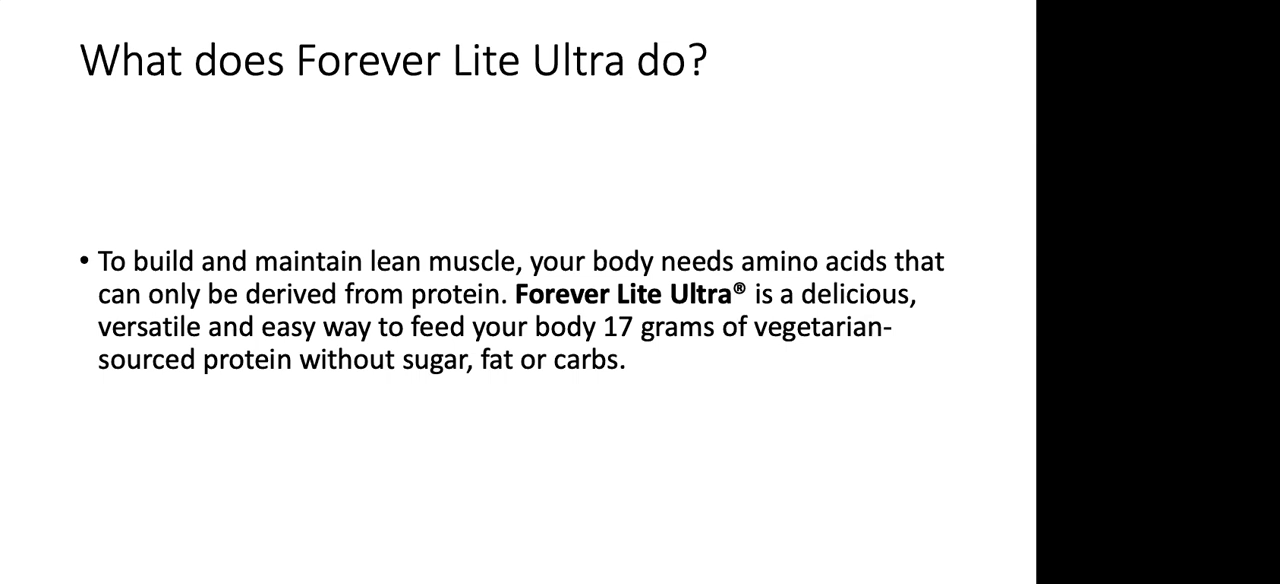 What does Forever Lite Ultra do?
• To build and maintain lean muscle, your body needs amino acids that
can only be derived from protein. Forever Lite Ultra® is a delicious,
versatile and easy way to feed your body 17 grams of vegetarian-
sourced protein without sugar, fat or carbs.